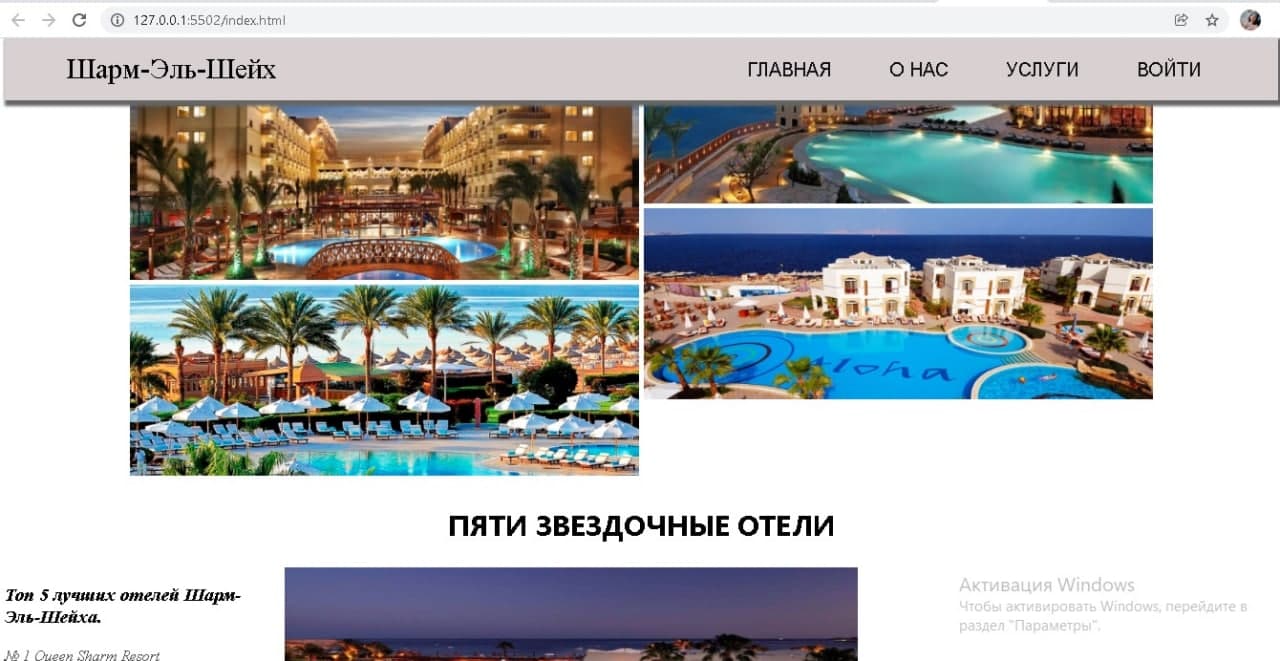 127.0.0.1:5502/index.html
Шарм-Эль-Шейх
ГЛАВНАЯ О НАС УСЛУГИ ВОЙТИ
Aloha
ПЯТИ ЗВЕЗДОЧНЫЕ ОТЕЛИ
Топ 5 лучших отелей Шарм-
Эль-Шейха.
№ 1 Queen Sharm Resort
Активация Windows
Чтобы активировать Windows, перейдите в
раздел "Параметры".